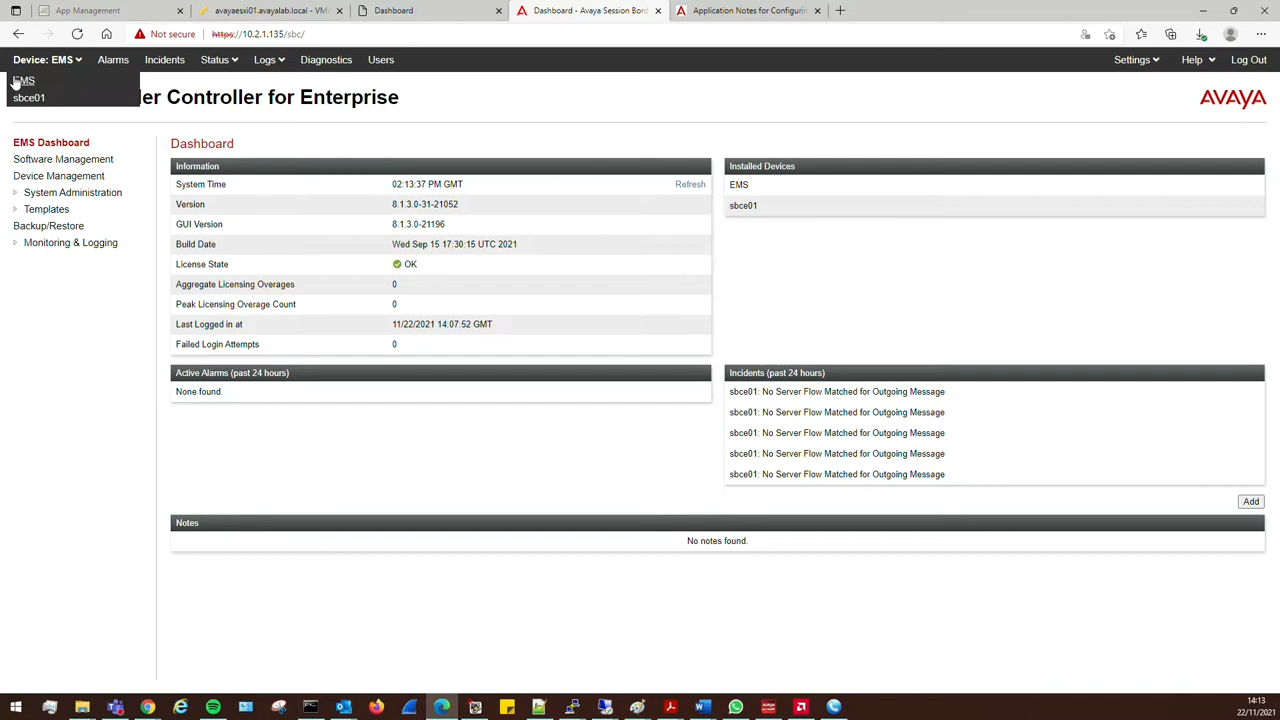 App Management
avayaesxi01.avayalab.local - VM
Dashboard
Dashboard - Avaya Session Bord
Application Notes for Configurin
Not secure
https://10.2.1.135/sbc/
Device: EMS
Alarms
Incidents
Status
Logs
Diagnostics
Users
Settings
Help
Log Out
EMS
sbce01
er Controller for Enterprise
AVAYA
EMS Dashboard
Software Management
Device Management
System Administration
Templates
Backup/Restore
Monitoring & Logging
Dashboard
Information
System Time 02:13:37 PM GMT Refresh
Version 8.1.3.0-31-21052
GUI Version 8.1.3.0-21196
Build Date Wed Sep 15 17:30:15 UTC 2021
License State OK
Aggregate Licensing Overages 0
Peak Licensing Overage Count 0
Last Logged in at 11/22/2021 14:07:52 GMT
Failed Login Attempts 0
Installed Devices
EMS
sbce01
Active Alarms (past 24 hours)
None found.
Incidents (past 24 hours)
sbce01: No Server Flow Matched for Outgoing Message
sbce01: No Server Flow Matched for Outgoing Message
sbce01: No Server Flow Matched for Outgoing Message
sbce01: No Server Flow Matched for Outgoing Message
sbce01: No Server Flow Matched for Outgoing Message
Add
Notes
No notes found.
14:13
22/11/2021